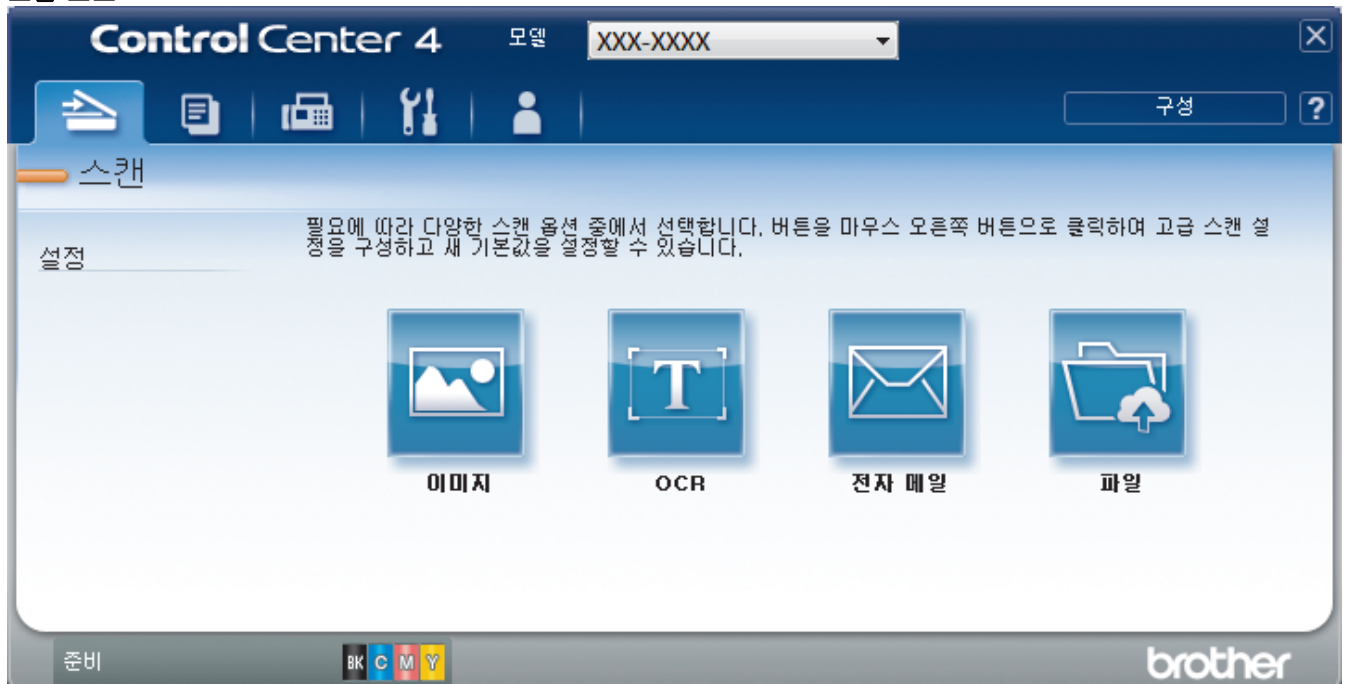 Control Center 4 모델 XXX-XXXX
구성 ?
스캔
설정
필요에 따라 다양한 스캔 옵션 중에서 선택합니다. 버튼을 마우스 오른쪽 버튼으로 클릭하여 고급 스캔 설
정을 구성하고 새 기본값을 설정할 수 있습니다.
T
이미지 OCR 전자 메일 파일
준비 BK C M Y brother